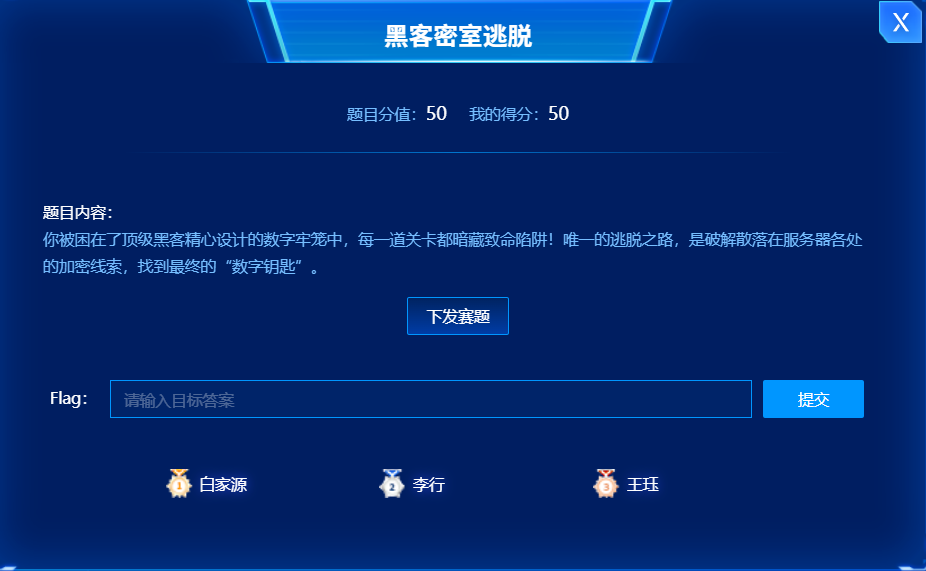 黑客密室逃脱
X
题目分值：50 我的得分：50
题目内容：
你被困在了顶级黑客精心设计的数字牢笼中，每一道关卡都暗藏致命陷阱！唯一的逃脱之路，是破解散落在服务器各处
的加密线索，找到最终的“数字钥匙”。
下发赛题
Flag： 请输入目标答案 提交
1 白家源 2 李行 3 王珏